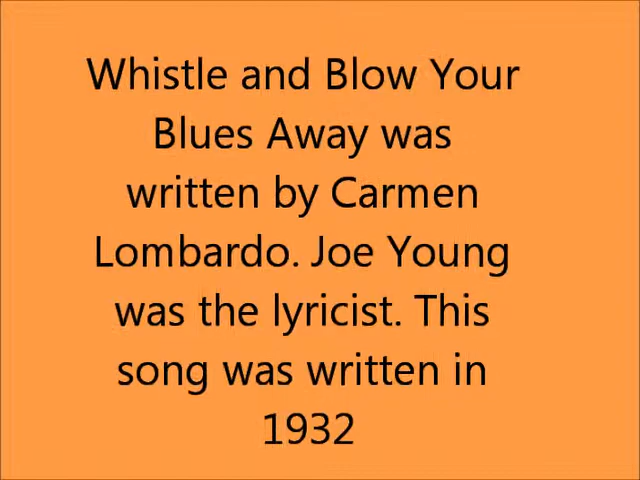 Whistle and Blow Your
Blues Away was
written by Carmen
Lombardo. Joe Young
was the lyricist. This
song was written in
1932